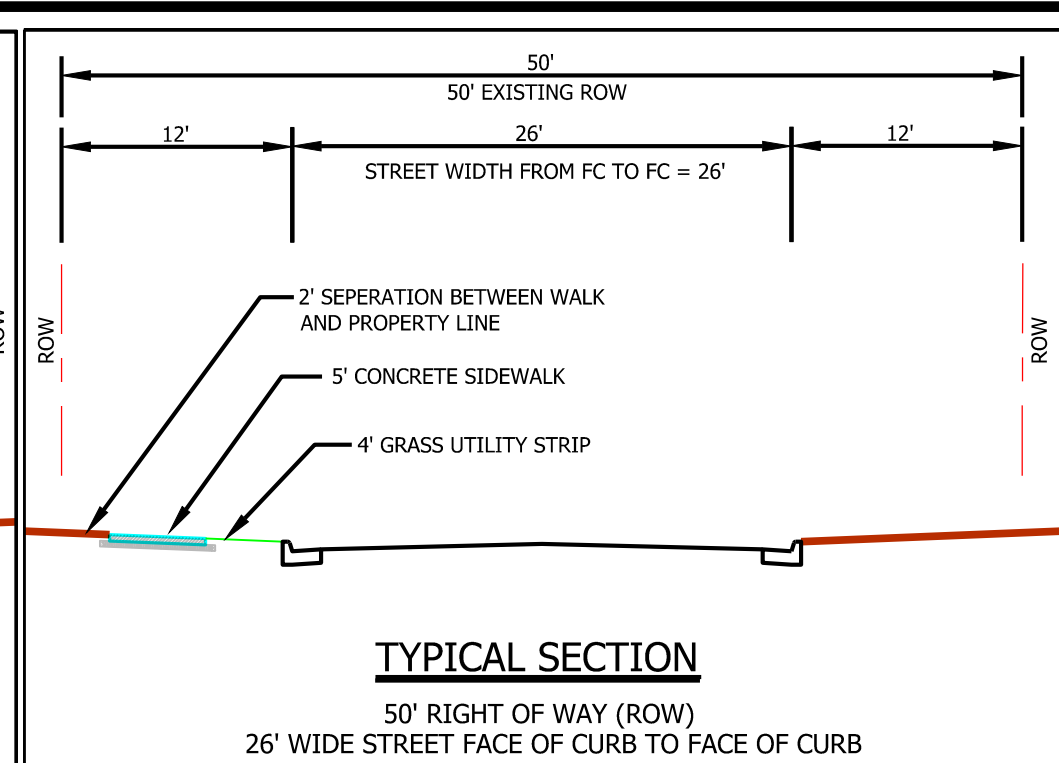 50'
50' EXISTING ROW
12'
26'
12'
STREET WIDTH FROM FC TO FC = 26'
2' SEPERATION BETWEEN WALK
AND PROPERTY LINE
ROW
ROW
ROW
5' CONCRETE SIDEWALK
4' GRASS UTILITY STRIP
TYPICAL SECTION
50' RIGHT OF WAY (ROW)
26' WIDE STREET FACE OF CURB TO FACE OF CURB